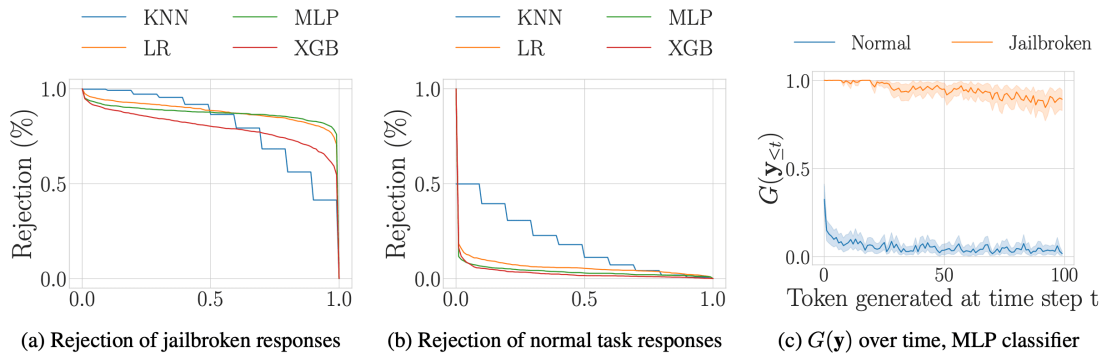 KNN MLP
LR XGB
Rejection (%)
1.0
0.5
0.0
0.0 0.5 1.0
(a) Rejection of jailbroken responses
KNN MLP
LR XGB
Rejection (%)
1.0
0.5
0.0
0.0 0.5 1.0
(b) Rejection of normal task responses
Normal Jailbroken
G(y≤t)
1.0
0.5
0.0
0 50 100
Token generated at time step t
(c) G(y) over time, MLP classifier